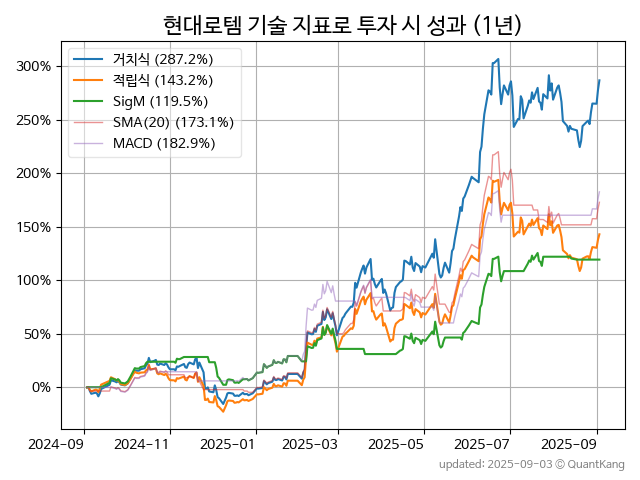 현대로템 기술 지표로 투자 시 성과 (1년)
거치식 (287.2%)
적립식 (143.2%)
SigM (119.5%)
SMA(20) (173.1%)
MACD (182.9%)
300%
250%
200%
150%
100%
50%
0%
2024-09 2024-11 2025-01 2025-03 2025-05 2025-07 2025-09
updated: 2025-09-03 © QuantKang